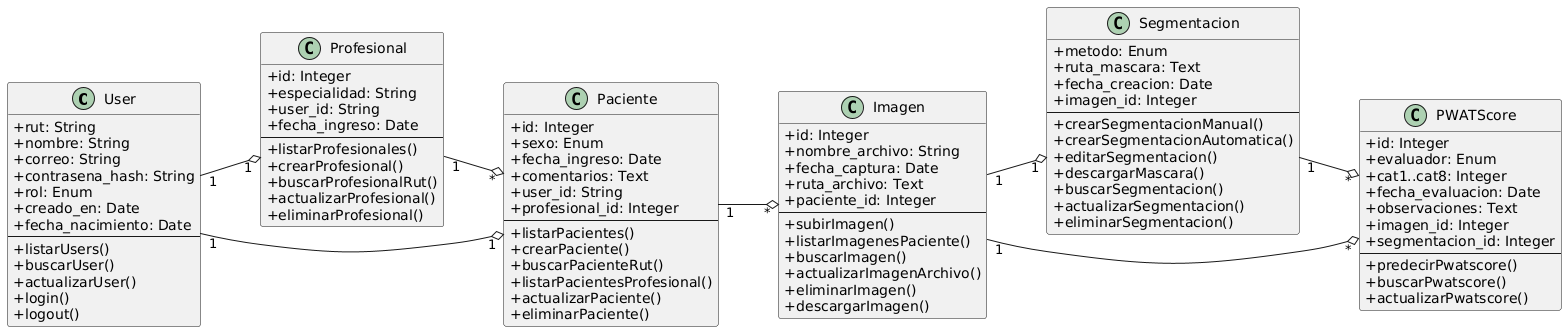 C User
+rut: String
+nombre: String
+correo: String
+contrasena_hash: String
+rol: Enum
+creado_en: Date
+fecha_nacimiento: Date
+listarUsers()
+buscarUser()
+actualizarUser()
+login()
+logout()
C Profesional
+id: Integer
+especialidad: String
+user_id: String
+fecha_ingreso: Date
+listarProfesionales()
+crearProfesional()
+buscarProfesionalRut()
+actualizarProfesional()
+eliminarProfesional()
C Paciente
+id: Integer
+sexo: Enum
+fecha_ingreso: Date
+comentarios: Text
+user_id: String
+profesional_id: Integer
+listarPacientes()
+crearPaciente()
+buscarPacienteRut()
+listarPacientesProfesional()
+actualizarPaciente()
+eliminarPaciente()
C Imagen
+id: Integer
+nombre_archivo: String
+fecha_captura: Date
+ruta_archivo: Text
+paciente_id: Integer
+subirImagen()
+listarImagenesPaciente()
+buscarImagen()
+actualizarImagenArchivo()
+eliminarImagen()
+descargarImagen()
C Segmentacion
+metodo: Enum
+ruta_mascara: Text
+fecha_creacion: Date
+imagen_id: Integer
+crearSegmentacionManual()
+crearSegmentacionAutomatica()
+editarSegmentacion()
+descargarMascara()
+buscarSegmentacion()
+actualizarSegmentacion()
+eliminarSegmentacion()
C PWATScore
+id: Integer
+evaluador: Enum
+cat1..cat8: Integer
+fecha_evaluacion: Date
+observaciones: Text
+imagen_id: Integer
+segmentacion_id: Integer
+predecirPwatscore()
+buscarPwatscore()
+actualizarPwatscore()
1 1
1 1
1 *
1 *
1 1
1 *
1 *